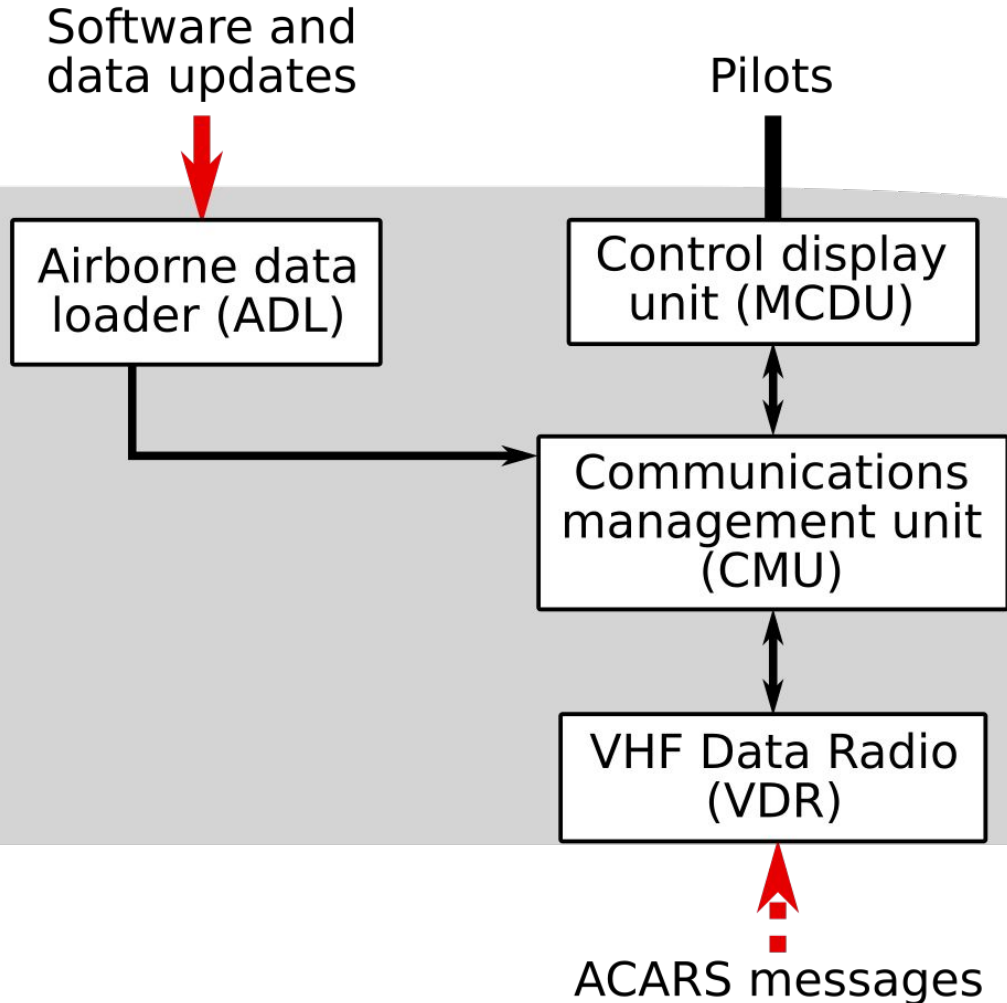 Software and
data updates
Pilots
Airborne data
loader (ADL)
Control display
unit (MCDU)
Communications
management unit
(CMU)
VHF Data Radio
(VDR)
ACARS messages